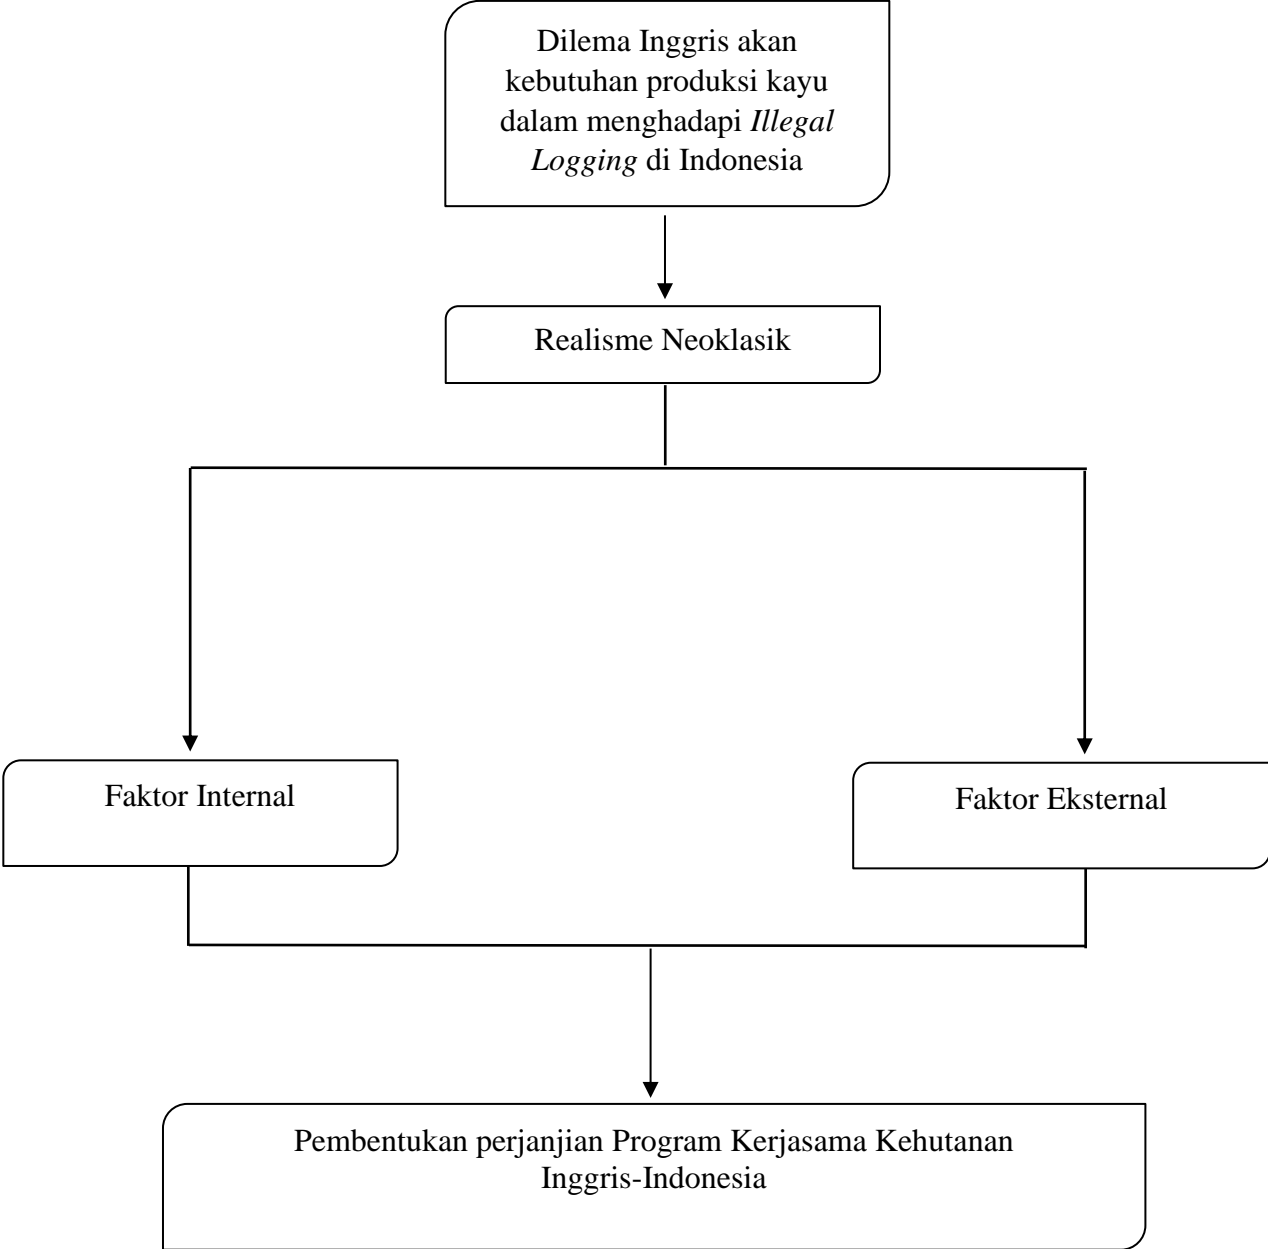 Dilema Inggris akan
kebutuhan produksi kayu
dalam menghadapi Illegal
Logging di Indonesia
Realisme Neoklasik
Faktor Internal
Faktor Eksternal
Pembentukan perjanjian Program Kerjasama Kehutanan
Inggris-Indonesia